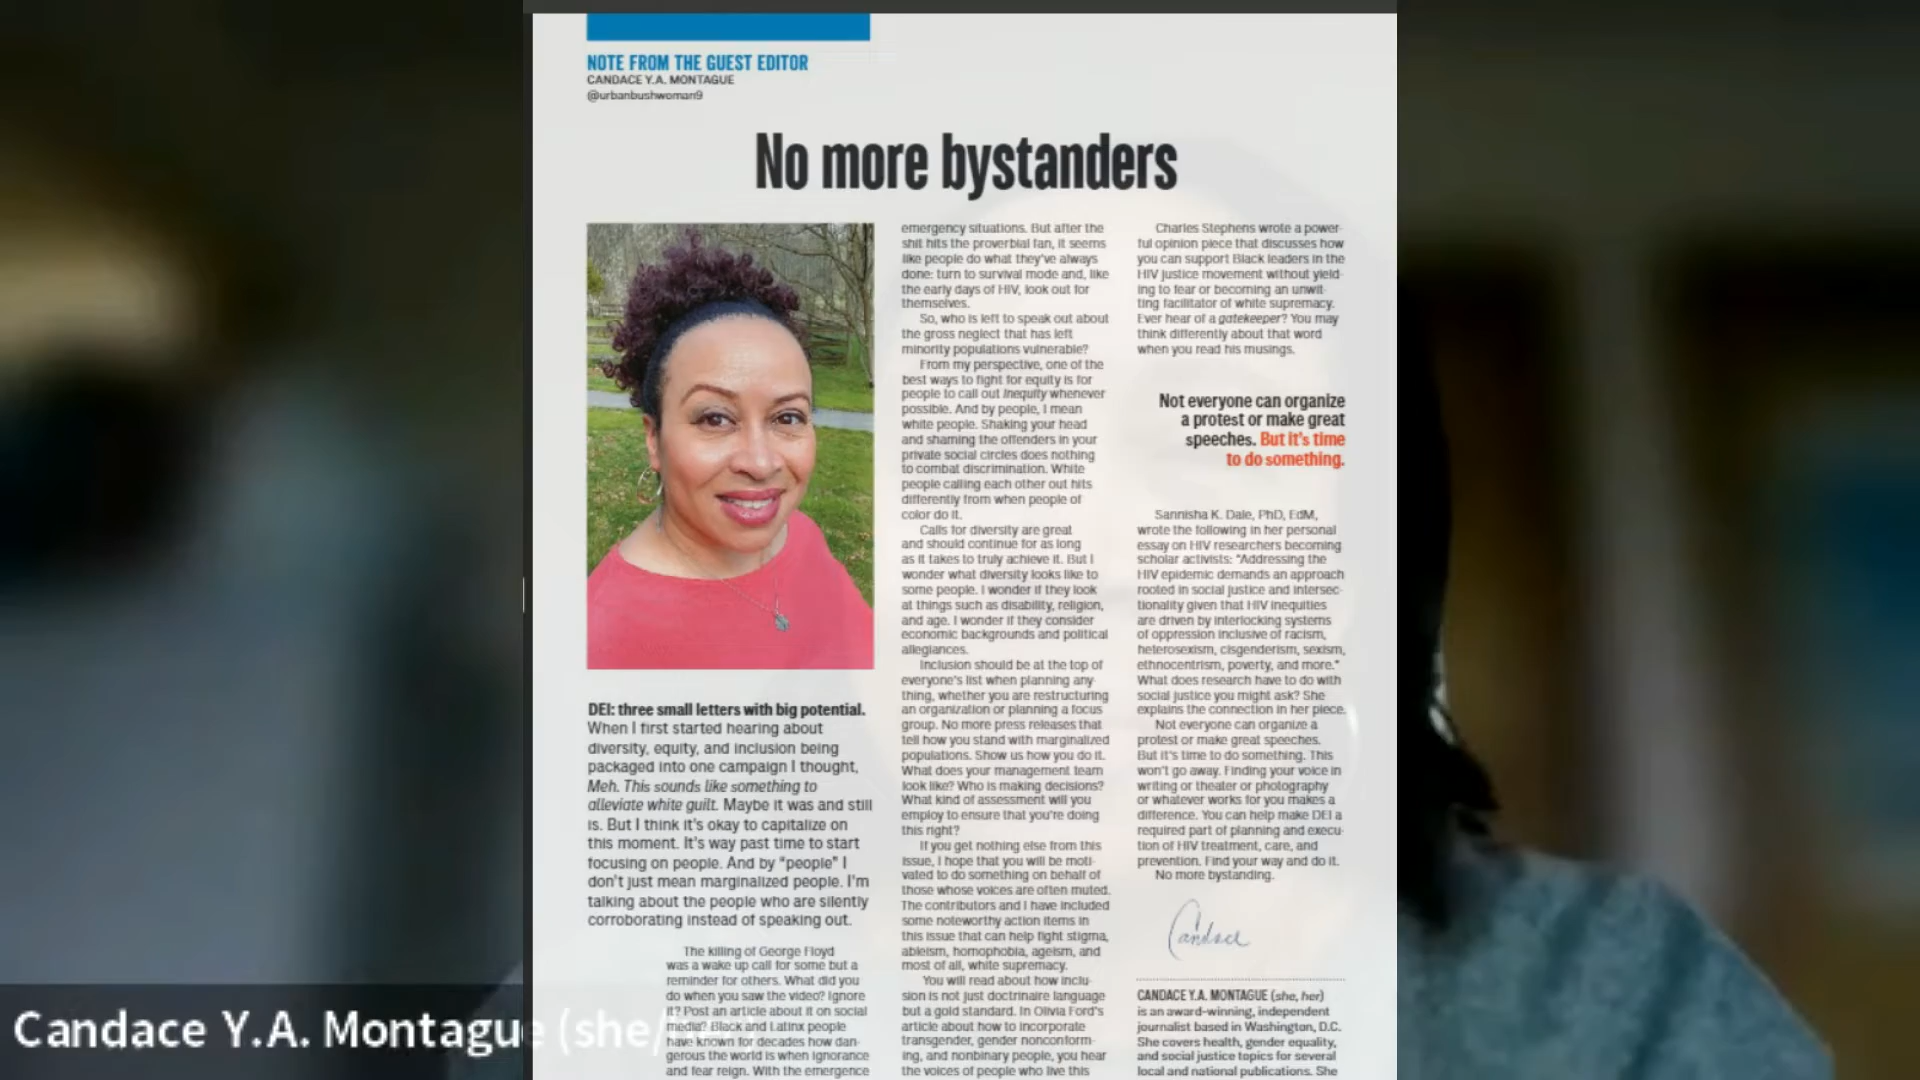 NOTE FROM THE GUEST EDITOR
CANDACE Y.A. MONTAGUE
@urbanbushwoman9
No more bystanders
DEI: three small letters with big potential.
When I first started hearing about
diversity, equity, and inclusion being
packaged into one campaign I thought,
Meh. This sounds like something to
alleviate white guilt. Maybe it was and still
is. But I think it's okay to capitalize on
this moment. It's way past time to start
focusing on people. And by "people" I
don't just mean marginalized people. I'm
talking about the people who are silently
corroborating instead of speaking out.
The killing of George Floyd
was a wake up call for some but a
reminder for others. What did you
do when you saw the video? Ignore
it? Post an article about it on social
media? Black and Latinx people
have known for decades how dan-
gerous the world is when ignorance
and fear reign. With the emergence
emergency situations. But after the
shit hits the proverbial fan, it seems
like people do what they've always
done: turn to survival mode and, like
the early days of HIV, look out for
themselves.
So, who is left to speak out about
the gross neglect that has left
minority populations vulnerable?
From my perspective, one of the
best ways to fight for equity is for
people to call out inequity whenever
possible. And by people, I mean
white people. Shaking your head
and shaming the offenders in your
private social circles does nothing
to combat discrimination. White
people calling each other out hits
differently from when people of
color do it.
Calls for diversity are great
and should continue for as long
as it takes to truly achieve it. But I
wonder what diversity looks like to
some people. I wonder if they look
at things such as disability, religion,
and age. I wonder if they consider
economic backgrounds and political
allegiances.
Inclusion should be at the top of
everyone's list when planning any-
thing, whether you are restructuring
an organization or planning a focus
group. No more press releases that
tell how you stand with marginalized
populations. Show us how you do it.
What does your management team
look like? Who is making decisions?
What kind of assessment will you
employ to ensure that you're doing
this right?
If you get nothing else from this
issue, I hope that you will be moti-
vated to do something on behalf of
those whose voices are often muted.
The contributors and I have included
some noteworthy action items in
this issue that can help fight stigma,
ableism, homophobia, ageism, and
most of all, white supremacy.
You will read about how inclu-
sion is not just doctrinaire language
but a gold standard. In Olivia Ford's
article about how to incorporate
transgender, gender nonconform-
ing, and nonbinary people, you hear
the voices of people who live this
Charles Stephens wrote a power-
ful opinion piece that discusses how
you can support Black leaders in the
HIV justice movement without yield-
ing to fear or becoming an unwit-
ting facilitator of white supremacy.
Ever hear of a gatekeeper? You may
think differently about that word
when you read his musings.
Not everyone can organize
a protest or make great
speeches. But it's time
to do something.
Sannisha K. Dale, PhD, EdM,
wrote the following in her personal
essay on HIV researchers becoming
scholar activists: "Addressing the
HIV epidemic demands an approach
rooted in social justice and intersec-
tionality given that HIV inequities
are driven by interlocking systems
of oppression inclusive of racism,
heterosexism, cisgenderism, sexism,
ethnocentrism, poverty, and more."
What does research have to do with
social justice you might ask? She
explains the connection in her piece.
Not everyone can organize a
protest or make great speeches.
But it's time to do something. This
won't go away. Finding your voice in
writing or theater or photography
or whatever works for you makes a
difference. You can help make DEI a
required part of planning and execu-
tion of HIV treatment, care, and
prevention. Find your way and do it.
No more bystanding.
Candace
CANDACE Y.A. MONTAGUE (she, her)
is an award-winning, independent
journalist based in Washington, D.C.
She covers health, gender equality,
and social justice topics for several
local and national publications. She
Candace Y.A. Montague (she/